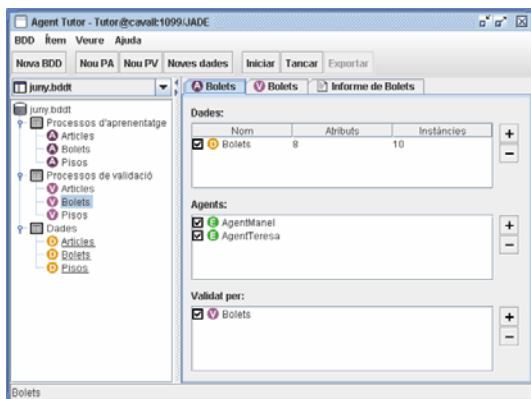 Agent Tutor - Tutor@cavall:1099/JADE
BDD Ítem Veure Ajuda
Nova BDD Nou PA Nou PV Noves dades Iniciar Tancar Exportar
juny.bddt
juny.bddt
Processos d'aprenentatge
A Articles
A Bolets
A Pisos
Processos de validació
V Articles
V Bolets
V Pisos
Dades
D Articles
D Bolets
D Pisos
A Bolets V Bolets Informe de Bolets
Dades:
Nom Atributs Instàncies
D Bolets 8 10
+
−
Agents:
E AgentManel
E AgentTeresa
Validat per:
V Bolets
+
−
Bolets